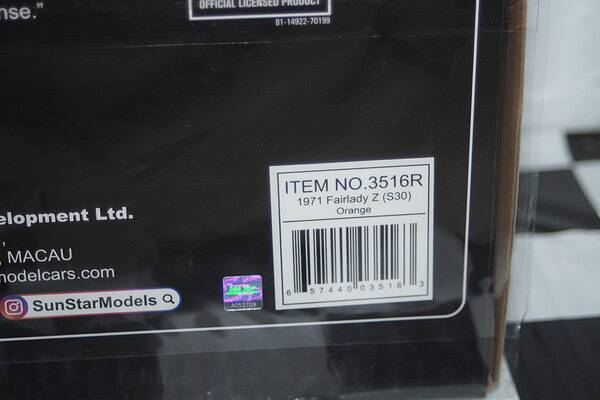 nse."
OFFICIAL LICENSED PRODUCT
81-14922-70199
elopment Ltd.
,
, MACAU
nodelcars.com
SunStarModels
ITEM NO.3516R
1971 Fairlady Z (S30)
Orange
6 57440 03516 3
A053709